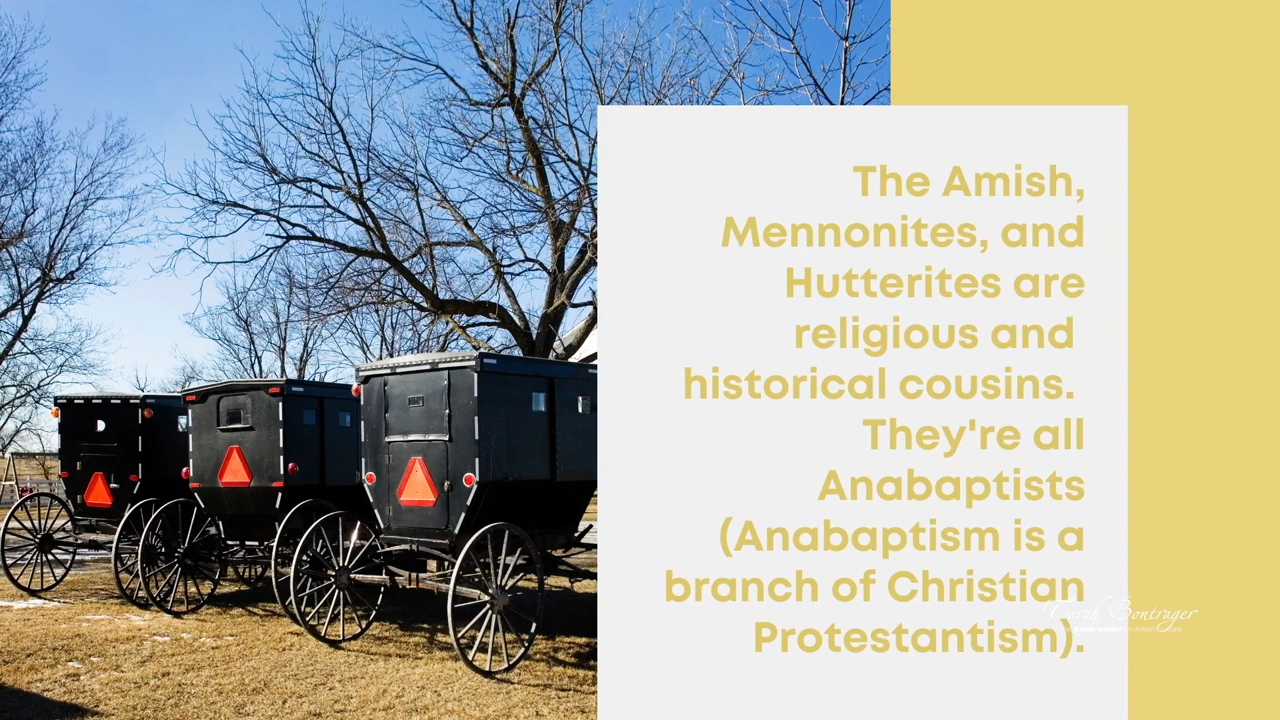 The Amish,
Mennonites, and
Hutterites are
religious and
historical cousins.
They're all
Anabaptists
(Anabaptism is a
branch of Christian
Protestantism).
Bontrager